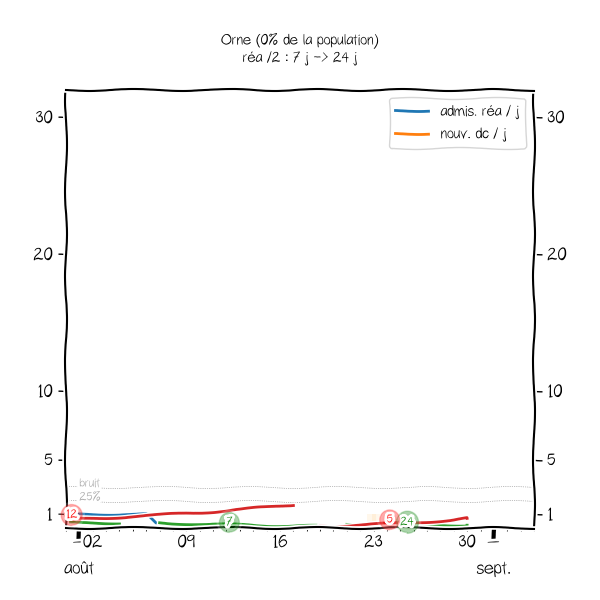 Orne (0% de la population)
réa /2 : 7 j -> 24 j
admis. réa / j
nouv. dc / j
30 30
20 20
10 10
5 5
bruit
25%
1 12 7 5 24 1
02 09 16 23 30
août sept.